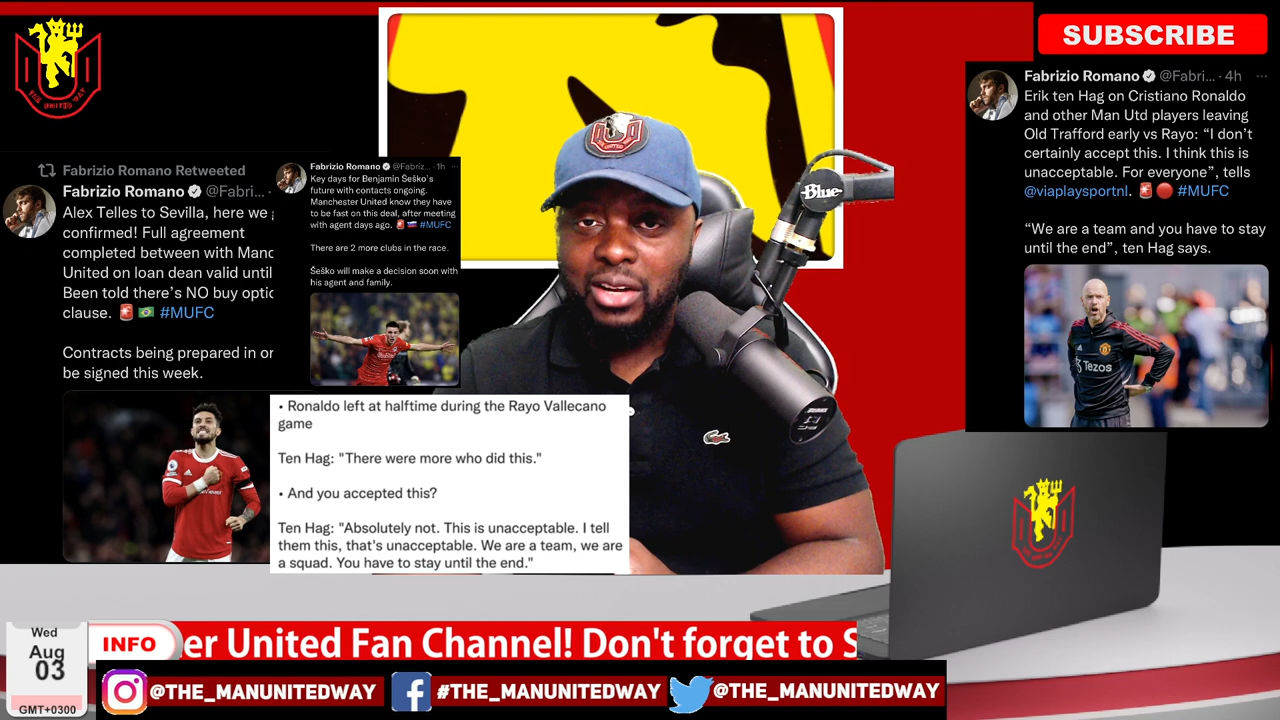 THE UNITED WAY
Fabrizio Romano Retweeted
Fabrizio Romano @Fabri...
Alex Telles to Sevilla, here we
confirmed! Full agreement
completed between with Manc
United on loan dean valid until
Been told there's NO buy optic
clause. 🚨🇧🇷 #MUFC
Contracts being prepared in or
be signed this week.
Fabrizio Romano @Fabriz... · 1h ...
Key days for Benjamin Šeško's
future with contacts ongoing.
Manchester United know they have
to be fast on this deal, after meeting
with agent days ago. 🚨🇸🇮 #MUFC
There are 2 more clubs in the race.
Šeško will make a decision soon with
his agent and family.
• Ronaldo left at halftime during the Rayo Vallecano
game
Ten Hag: "There were more who did this."
• And you accepted this?
Ten Hag: "Absolutely not. This is unacceptable. I tell
them this, that's unacceptable. We are a team, we are
a squad. You have to stay until the end."
Blue
SUBSCRIBE
Fabrizio Romano @Fabri... · 4h ...
Erik ten Hag on Cristiano Ronaldo
and other Man Utd players leaving
Old Trafford early vs Rayo: “I don't
certainly accept this. I think this is
unacceptable. For everyone”, tells
@viaplaysportnl. 🚨🔴 #MUFC
“We are a team and you have to stay
until the end”, ten Hag says.
Tezos
Wed
Aug
03
GMT+0300
INFO
er United Fan Channel! Don't forget to S
@THE_MANUNITEDWAY
#THE_MANUNITEDWAY
@THE_MANUNITEDWAY